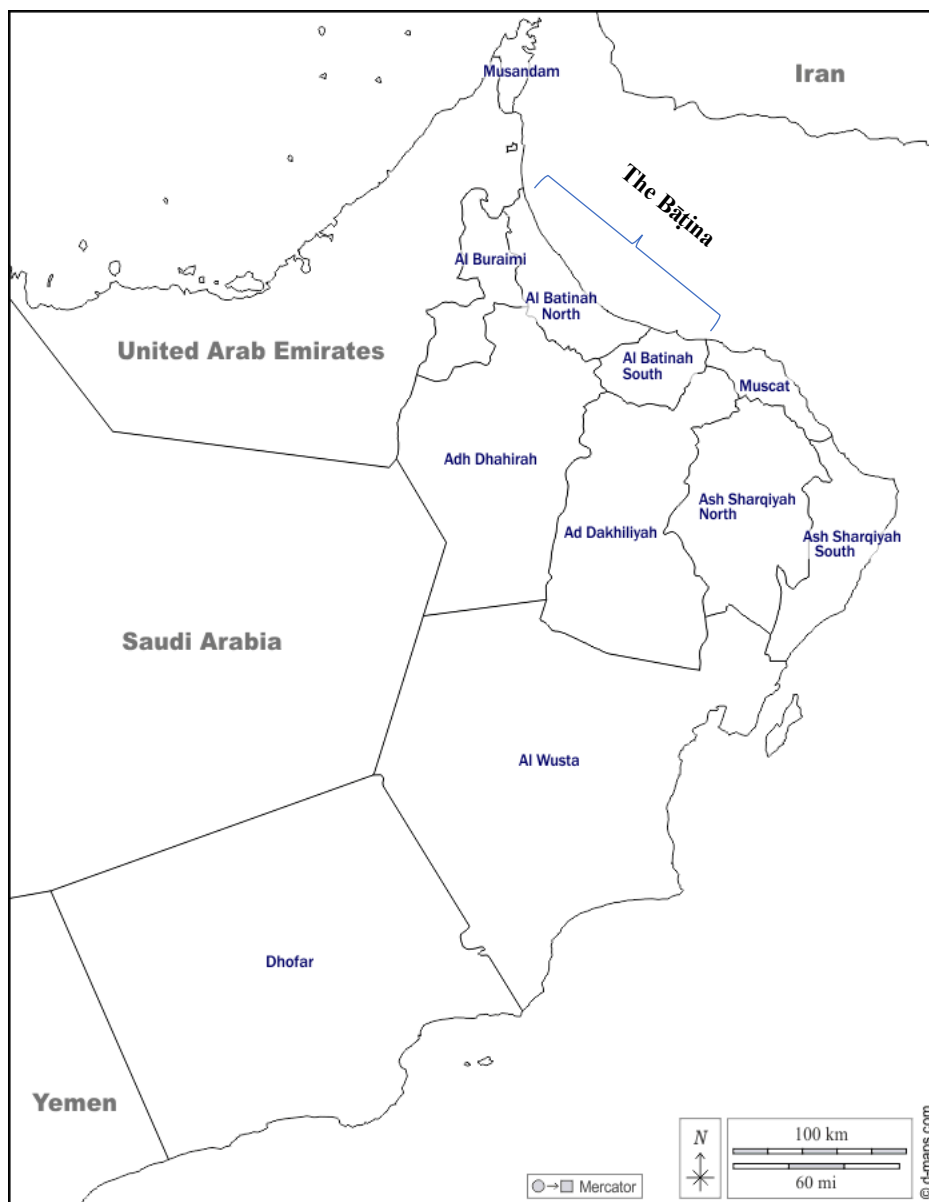 Musandam
Iran
The Bāṭina
Al Buraimi
Al Batinah
North
United Arab Emirates
Al Batinah
South
Muscat
Adh Dhahirah
Ash Sharqiyah
North
Ad Dakhiliyah
Ash Sharqiyah
South
Saudi Arabia
Al Wusta
Dhofar
Yemen
N
100 km
60 mi
Mercator
© d-maps.com